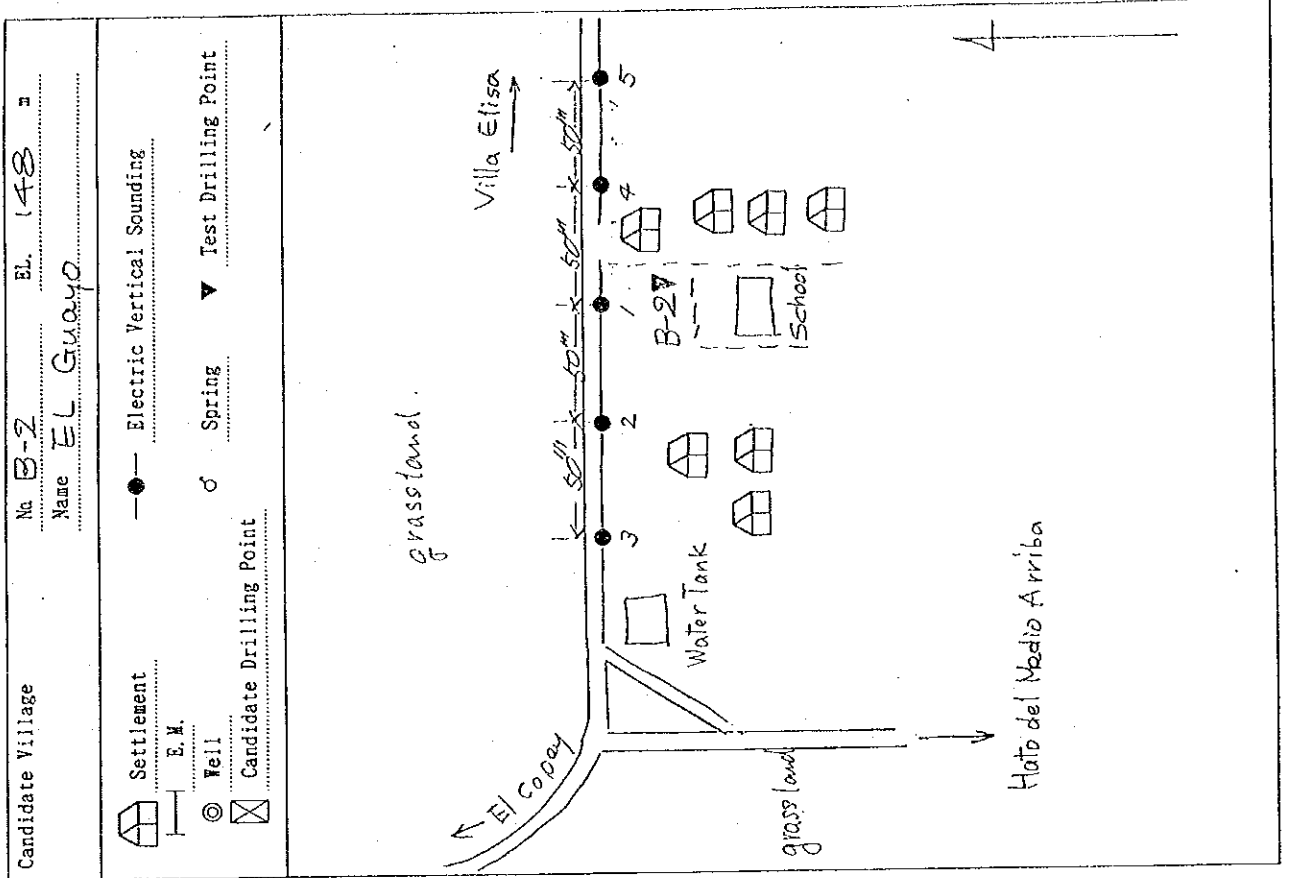 Candidate Village
No B-2 EL. 148 m
Name EL Guayo
Settlement
Electric Vertical Sounding
E.M.
Well
Spring
Test Drilling Point
Candidate Drilling Point
grassland.
Villa Elisa
50m 50m 50m 50m
3 2 1 4 5
El Copey
Water Tank
B-2
School
grassland
Hato del Medio Arriba